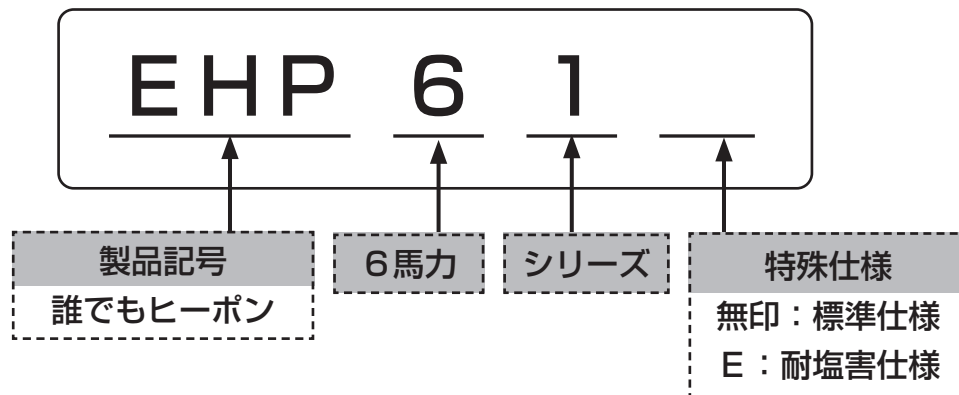 EHP 6 1
製品記号
誰でもヒーポン
6馬力
シリーズ
特殊仕様
無印：標準仕様
E：耐塩害仕様